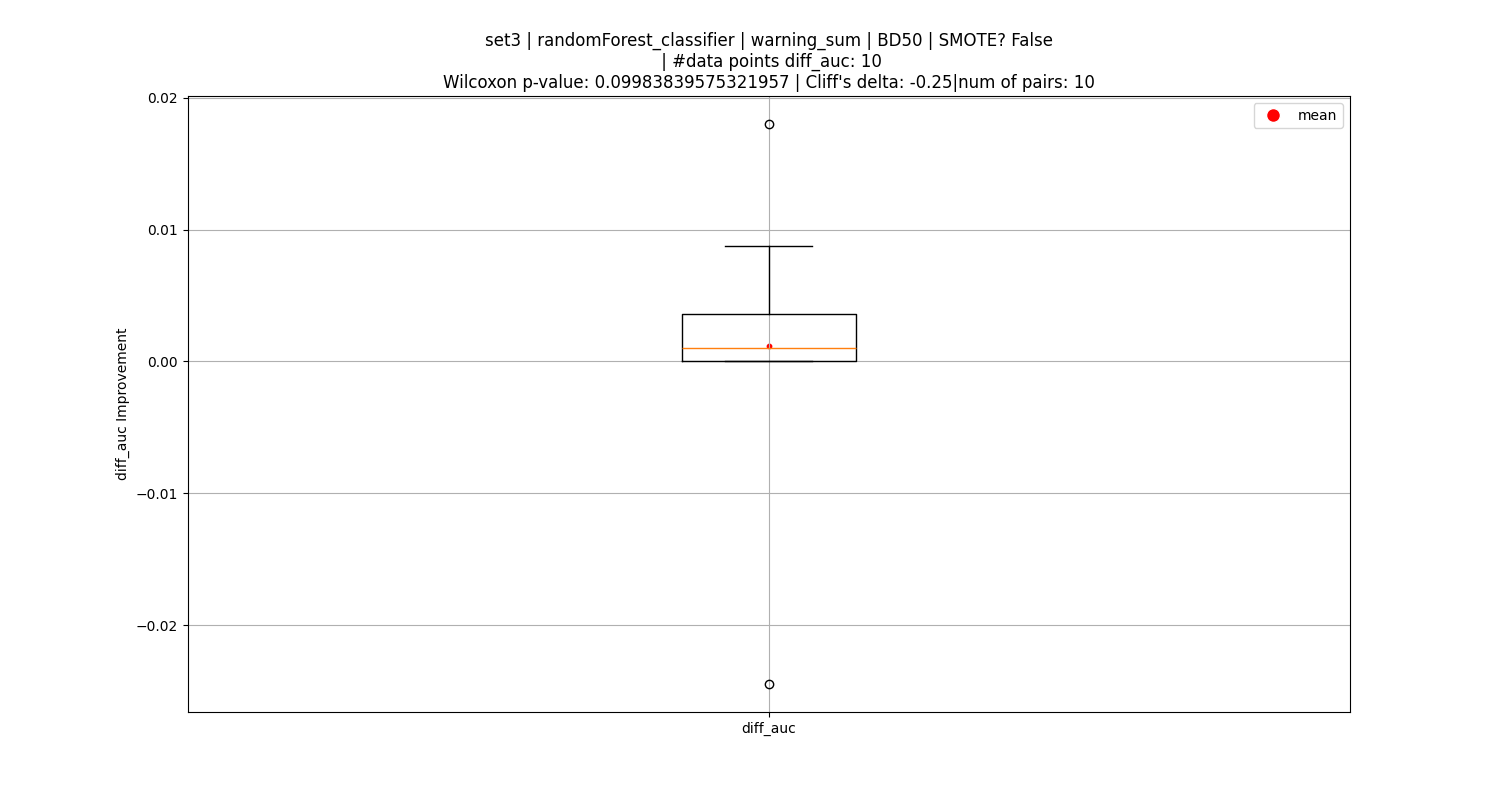 set3 | randomForest_classifier | warning_sum | BD50 | SMOTE? False
| #data points diff_auc: 10
Wilcoxon p-value: 0.09983839575321957 | Cliff's delta: -0.25|num of pairs: 10
mean
0.02
0.01
0.00
−0.01
−0.02
diff_auc Improvement
diff_auc